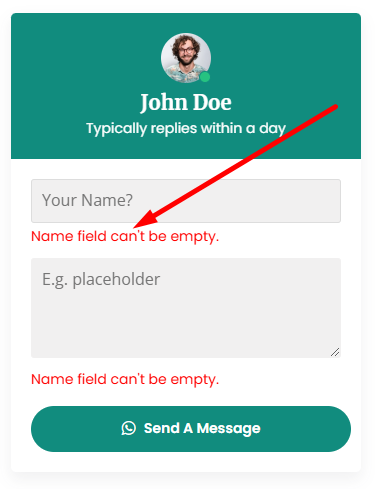 John Doe
Typically replies within a day
Your Name?
Name field can't be empty.
E.g. placeholder
Name field can't be empty.
Send A Message